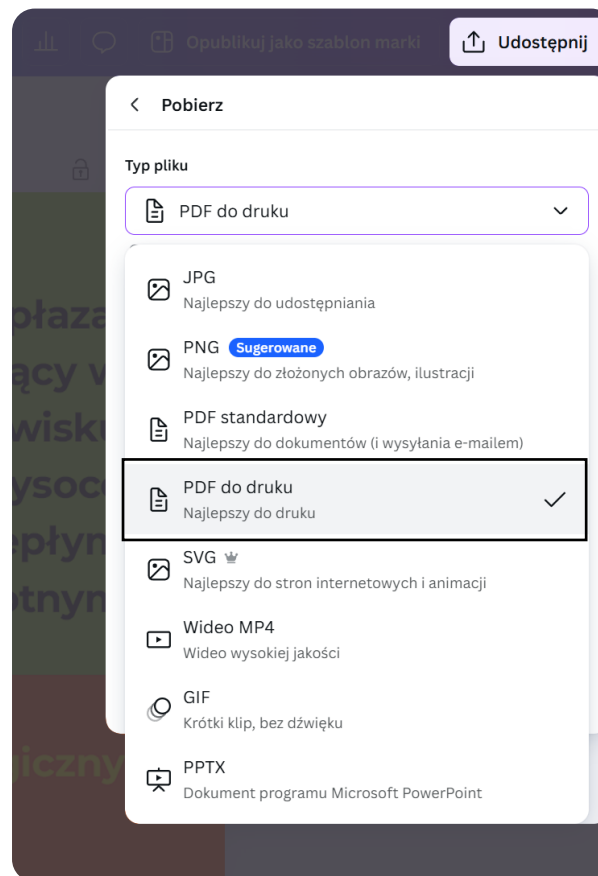 Opublikuj jako szablon marki
Udostępnij
Pobierz
Typ pliku
PDF do druku
JPG
Najlepszy do udostępniania
PNG Sugerowane
Najlepszy do złożonych obrazów, ilustracji
PDF standardowy
Najlepszy do dokumentów (i wysyłania e-mailem)
PDF do druku
Najlepszy do druku
SVG
Najlepszy do stron internetowych i animacji
Wideo MP4
Wideo wysokiej jakości
GIF
Krótki klip, bez dźwięku
PPTX
Dokument programu Microsoft PowerPoint